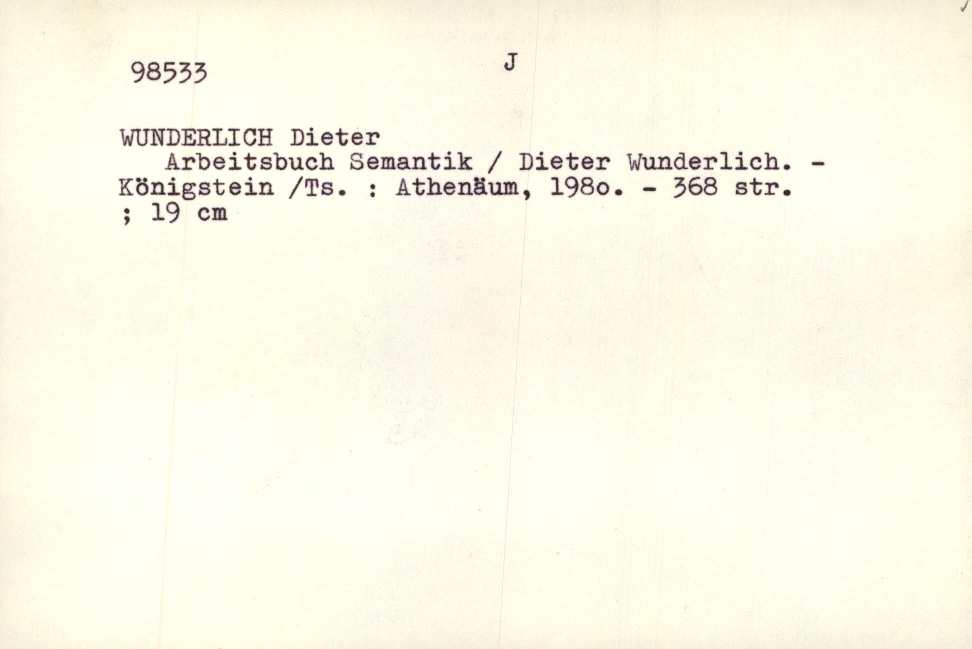 98533
J
WUNDERLICH Dieter
Arbeitsbuch Semantik / Dieter Wunderlich. -
Königstein /Ts. : Athenäum, 198o. - 368 str.
; 19 cm